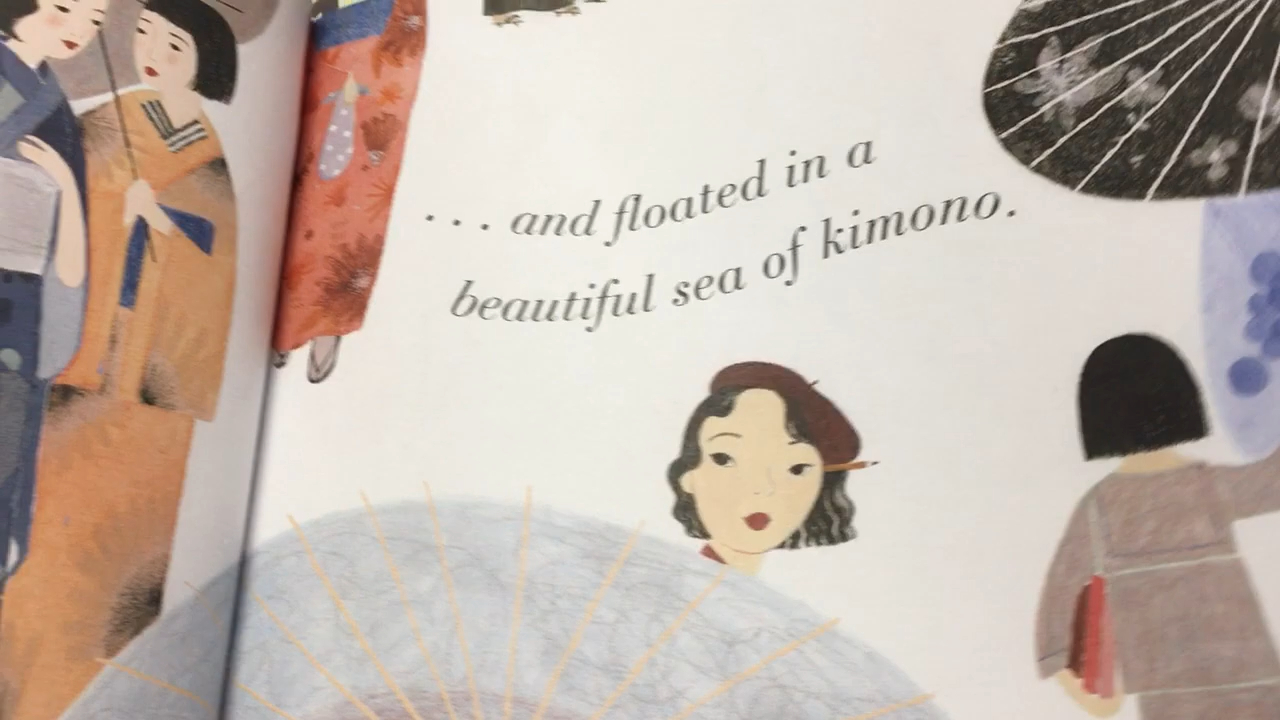 . . . and floated in a
beautiful sea of kimono.